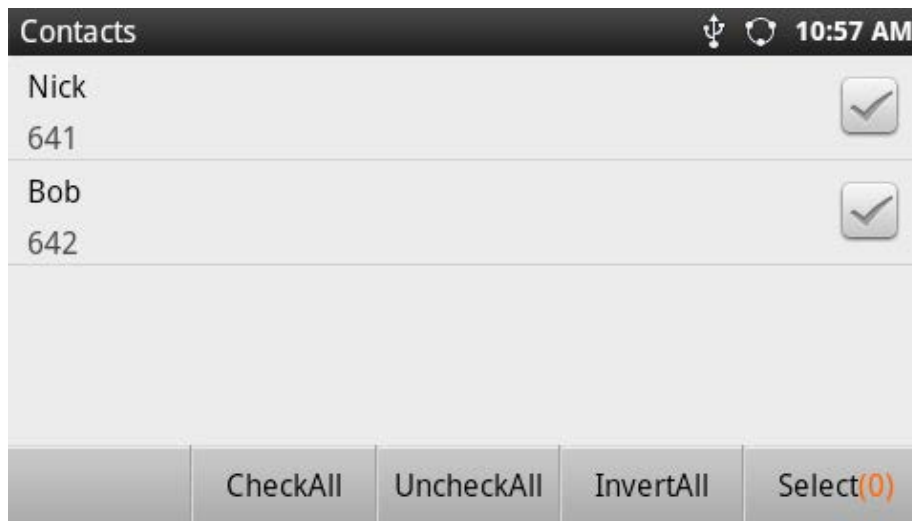 Contacts 10:57 AM
Nick
641
Bob
642
CheckAll UncheckAll InvertAll Select(0)